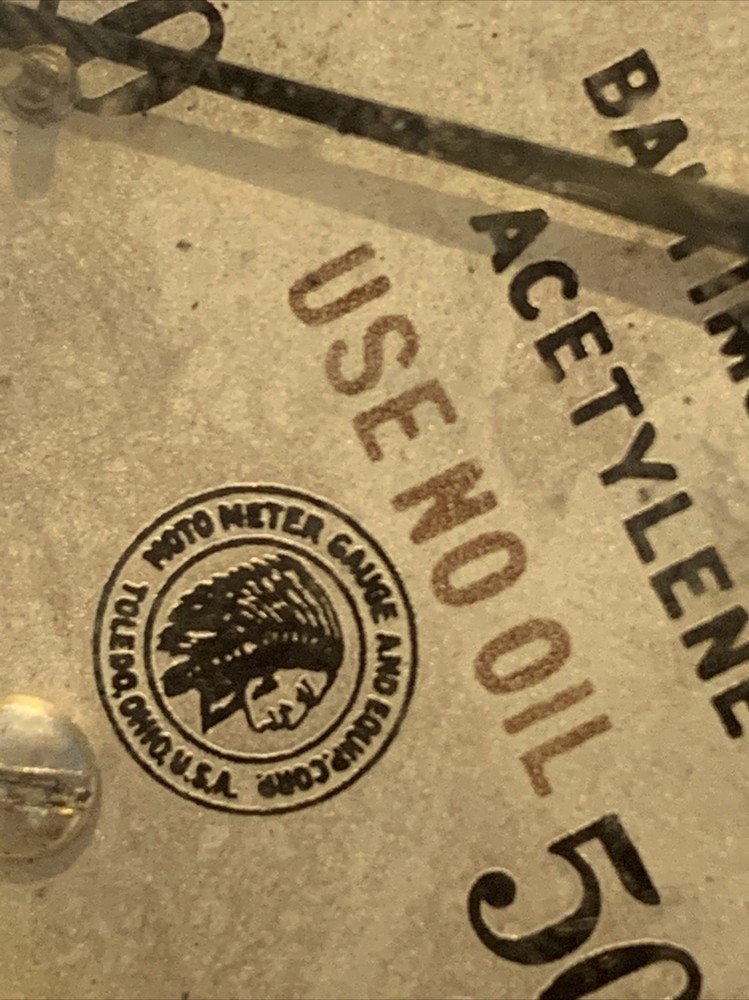 ACETYLENE
USE NO OIL
MOTO METER GAUGE AND EQUIP. CORP.
TOLEDO, OHIO, U.S.A.
50